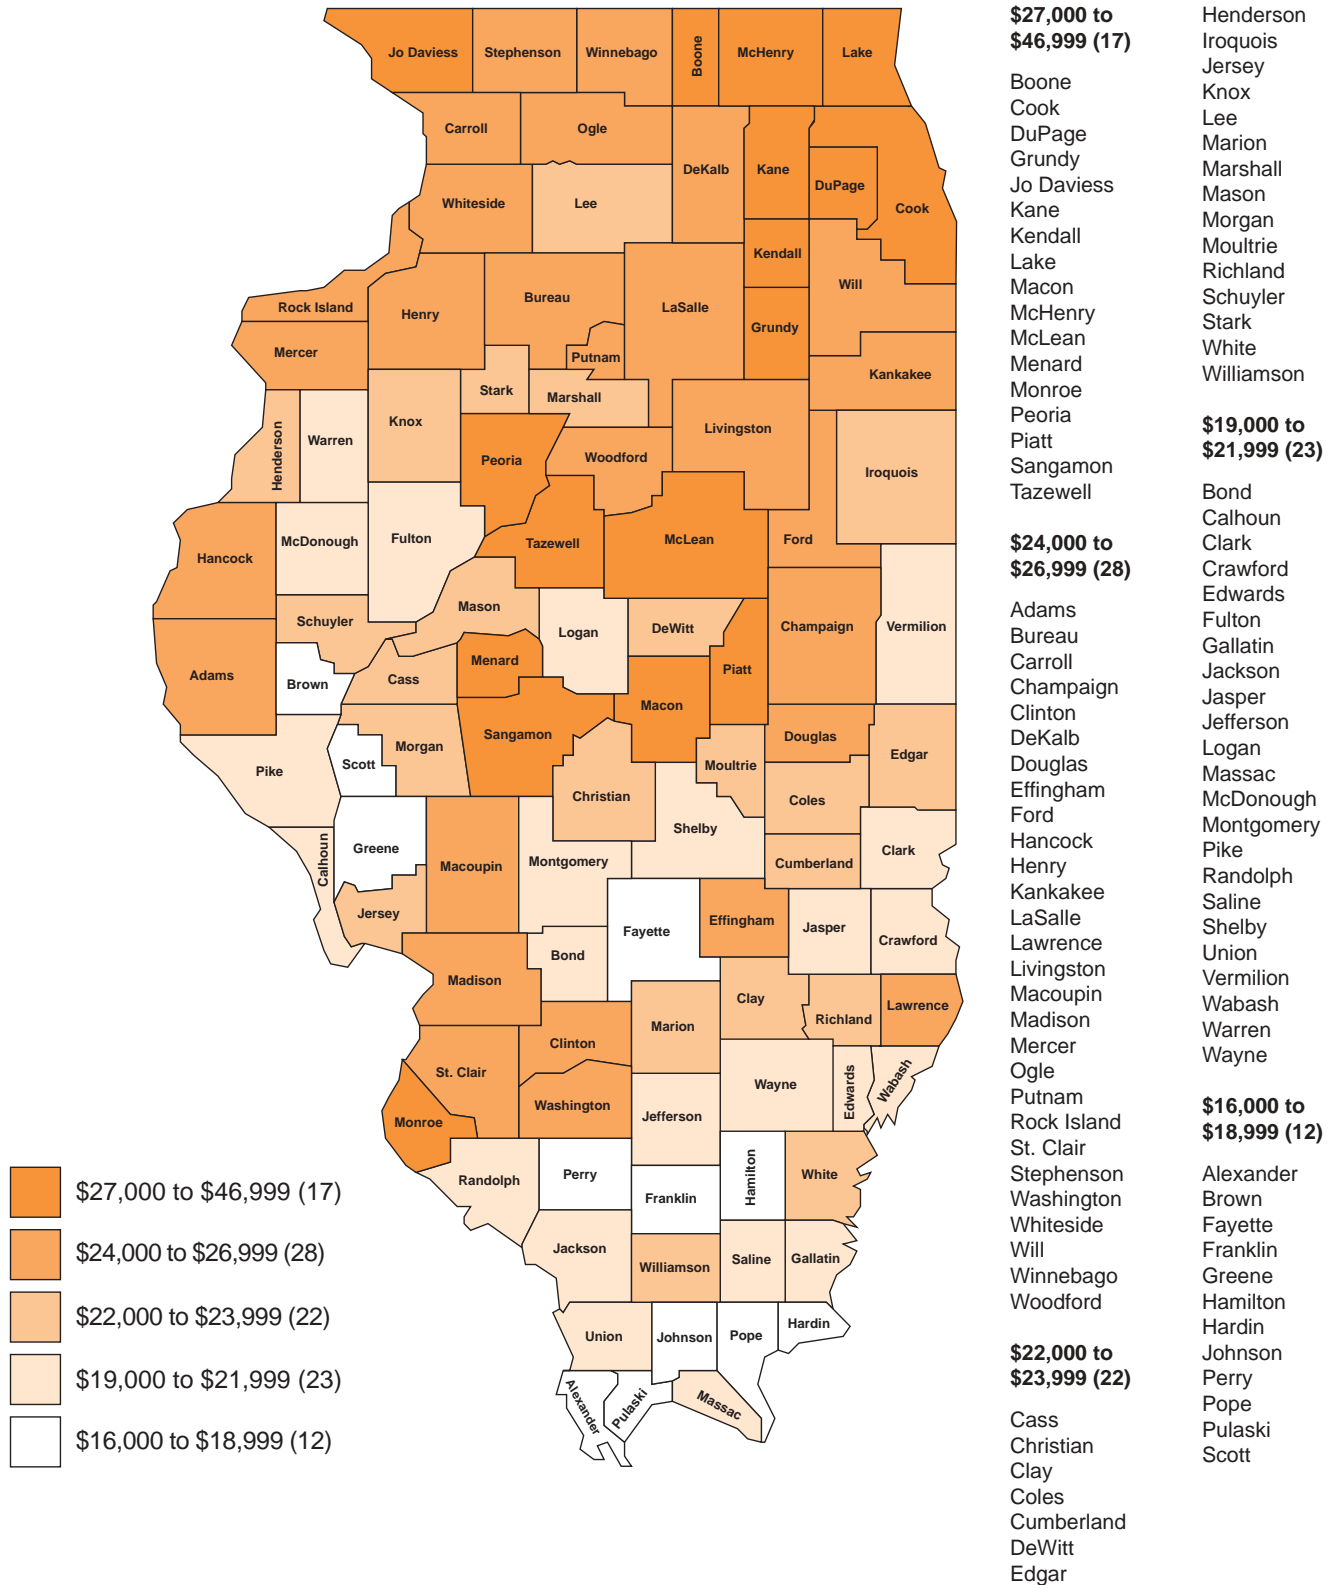 Jo Daviess
Stephenson
Winnebago
Boone
McHenry
Lake
Carroll
Ogle
DeKalb
Kane
DuPage
Cook
Whiteside
Lee
Kendall
Will
Rock Island
Henry
Bureau
LaSalle
Grundy
Mercer
Putnam
Kankakee
Stark
Marshall
Henderson
Warren
Knox
Livingston
Peoria
Woodford
Iroquois
Hancock
McDonough
Fulton
Tazewell
McLean
Ford
Schuyler
Mason
Logan
DeWitt
Champaign
Vermilion
Adams
Brown
Cass
Menard
Piatt
Macon
Pike
Scott
Morgan
Sangamon
Christian
Moultrie
Douglas
Edgar
Coles
Shelby
Calhoun
Greene
Macoupin
Montgomery
Cumberland
Clark
Jersey
Fayette
Effingham
Jasper
Crawford
Bond
Madison
Clay
Richland
Lawrence
Marion
Clinton
St. Clair
Monroe
Washington
Jefferson
Wayne
Edwards
Wabash
Randolph
Perry
Franklin
Hamilton
White
Jackson
Williamson
Saline
Gallatin
Union
Johnson
Pope
Hardin
Alexander
Pulaski
Massac
$27,000 to $46,999 (17)
$24,000 to $26,999 (28)
$22,000 to $23,999 (22)
$19,000 to $21,999 (23)
$16,000 to $18,999 (12)
$27,000 to
$46,999 (17)
Boone
Cook
DuPage
Grundy
Jo Daviess
Kane
Kendall
Lake
Macon
McHenry
McLean
Menard
Monroe
Peoria
Piatt
Sangamon
Tazewell
$24,000 to
$26,999 (28)
Adams
Bureau
Carroll
Champaign
Clinton
DeKalb
Douglas
Effingham
Ford
Hancock
Henry
Kankakee
LaSalle
Lawrence
Livingston
Macoupin
Madison
Mercer
Ogle
Putnam
Rock Island
St. Clair
Stephenson
Washington
Whiteside
Will
Winnebago
Woodford
$22,000 to
$23,999 (22)
Cass
Christian
Clay
Coles
Cumberland
DeWitt
Edgar
Henderson
Iroquois
Jersey
Knox
Lee
Marion
Marshall
Mason
Morgan
Moultrie
Richland
Schuyler
Stark
White
Williamson
$19,000 to
$21,999 (23)
Bond
Calhoun
Clark
Crawford
Edwards
Fulton
Gallatin
Jackson
Jasper
Jefferson
Logan
Massac
McDonough
Montgomery
Pike
Randolph
Saline
Shelby
Union
Vermilion
Wabash
Warren
Wayne
$16,000 to
$18,999 (12)
Alexander
Brown
Fayette
Franklin
Greene
Hamilton
Hardin
Johnson
Perry
Pope
Pulaski
Scott